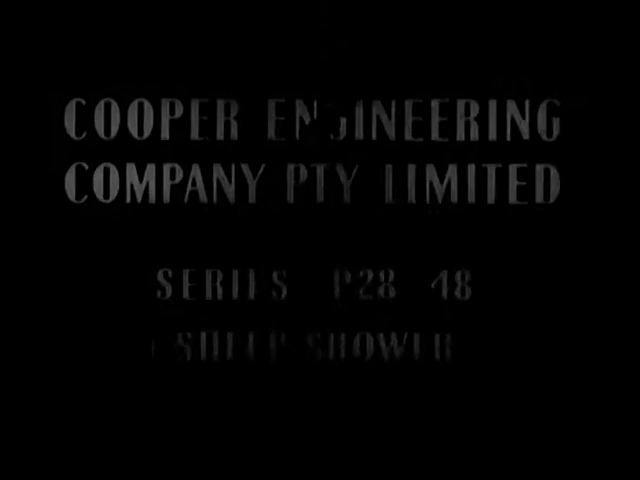 COOPER ENGINEERING
COMPANY PTY LIMITED
SERIES P28 48
SHEEP SHOWER